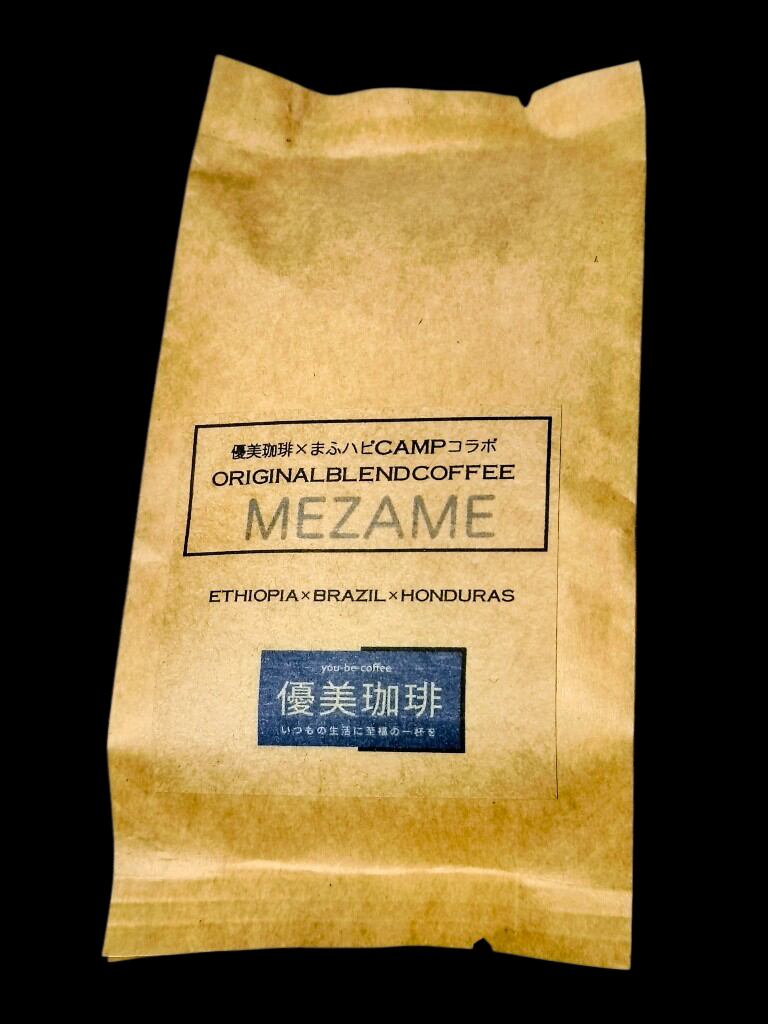 優美珈琲×まふハピCAMPコラボ
ORIGINALBLENDCOFFEE
MEZAME
ETHIOPIA×BRAZIL×HONDURAS
you-be-coffee
優美珈琲
いつもの生活に至福の一杯を